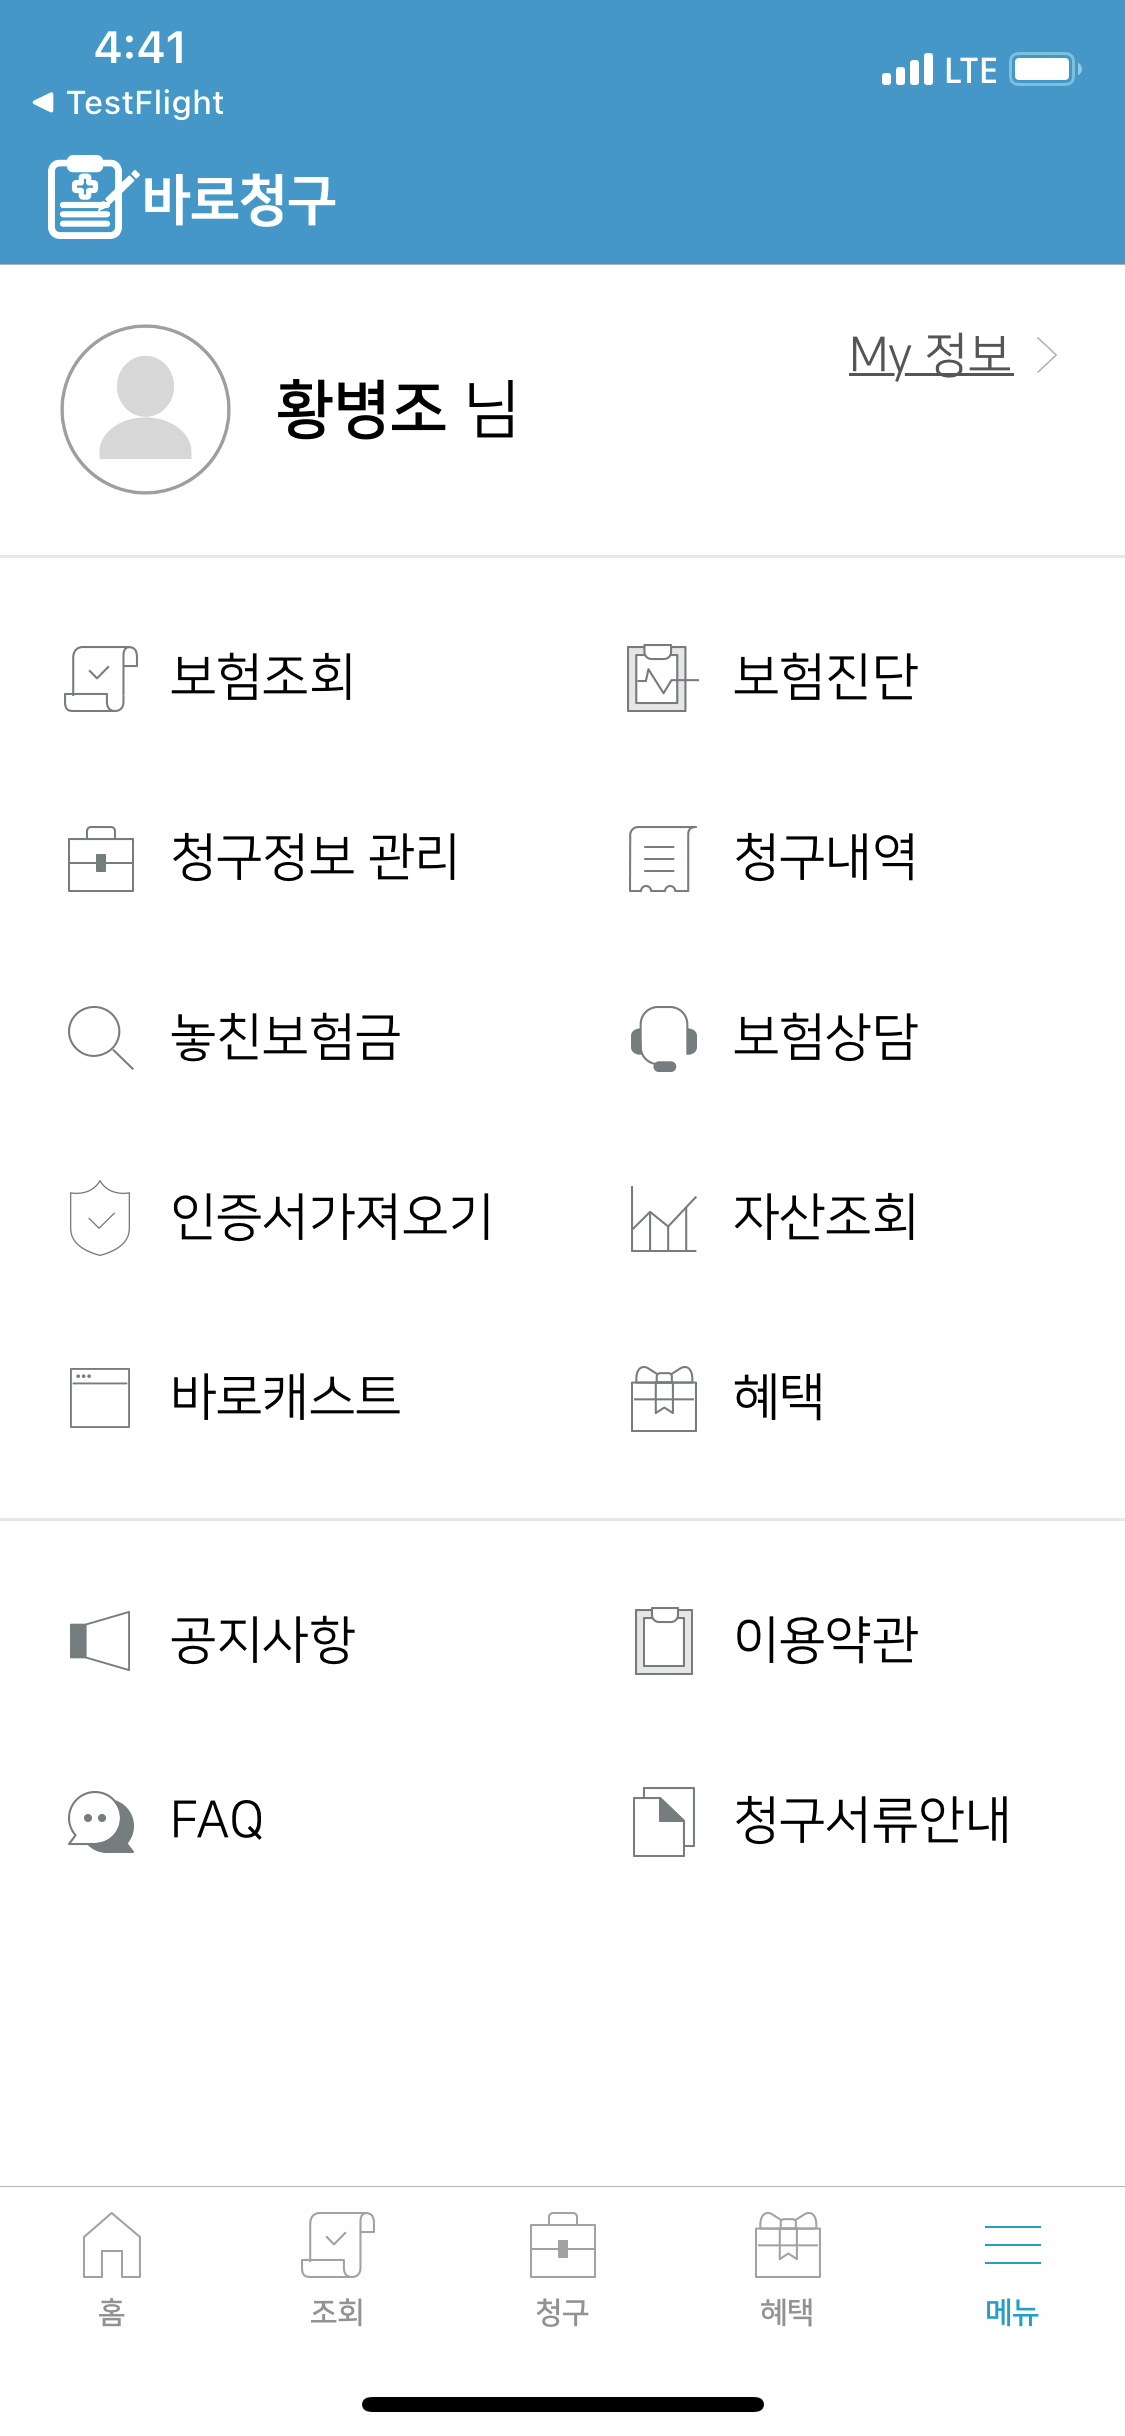 4:41
LTE
◀ TestFlight
바로청구
My 정보
황병조 님
보험조회
보험진단
청구정보 관리
청구내역
놓친보험금
보험상담
인증서가져오기
자산조회
바로캐스트
혜택
공지사항
이용약관
FAQ
청구서류안내
홈
조회
청구
혜택
메뉴